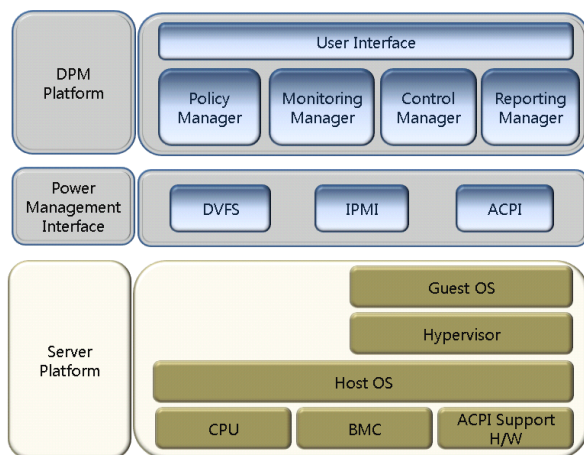 DPM
Platform
User Interface
Policy
Manager
Monitoring
Manager
Control
Manager
Reporting
Manager
Power
Management
Interface
DVFS
IPMI
ACPI
Server
Platform
Guest OS
Hypervisor
Host OS
CPU
BMC
ACPI Support
H/W